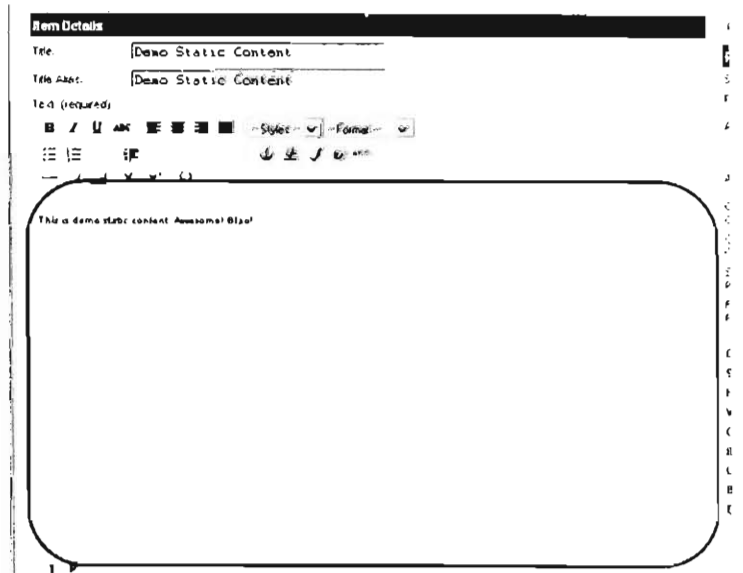 Item Details
Title: Demo Static Content
Title Alias: Demo Static Content
Text (required)
B I U ABC -- Styles -- -- Format --
This is demo static content. Awesome!